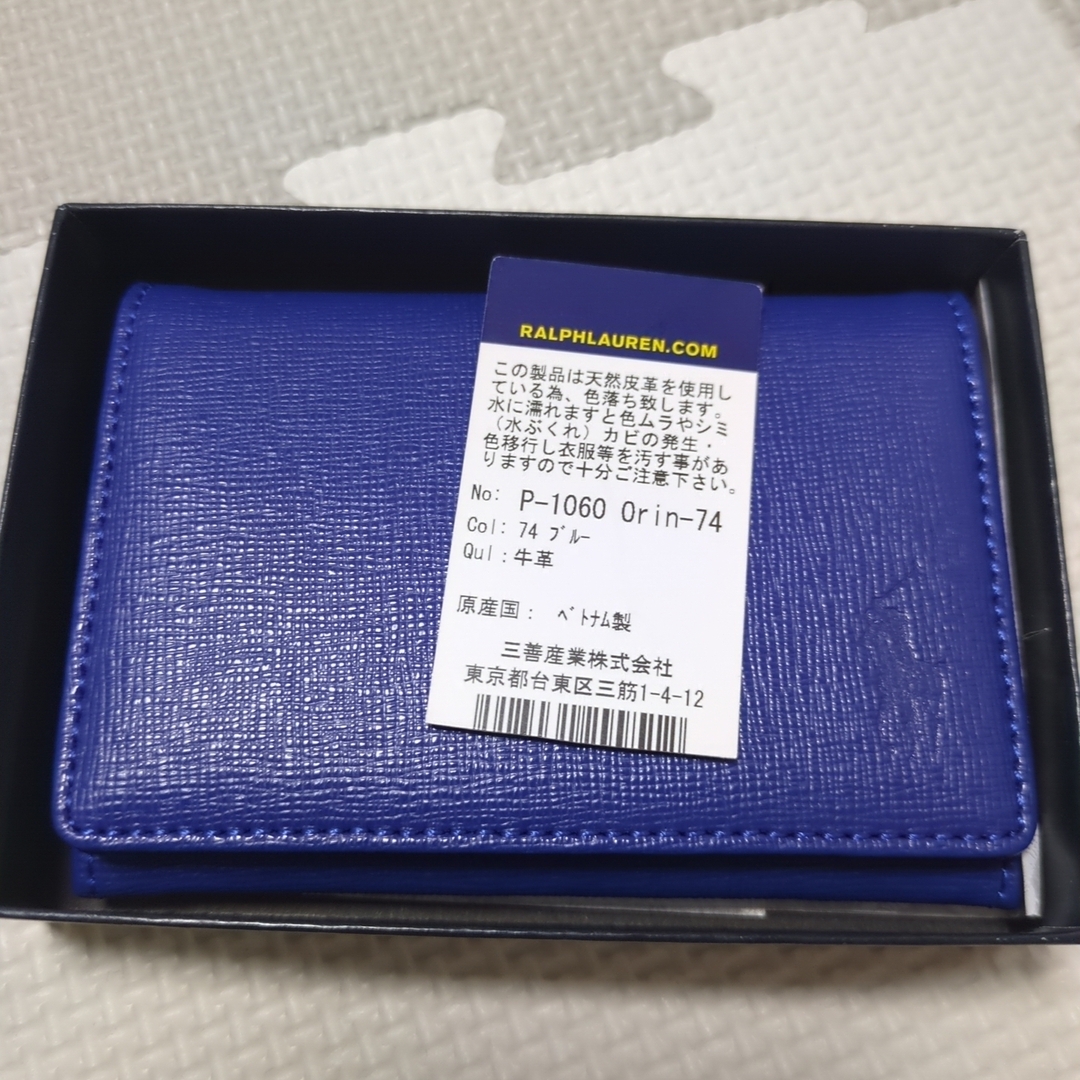 RALPHLAUREN.COM
この製品は天然皮革を使用し
ている為、色落ち致します。
水に濡れますと色ムラやシミ
（水ぶくれ）カビの発生・
色移行し衣服等を汚す事があ
りますので十分ご注意下さい。
No: P-1060 Orin-74
Col: 74 ﾌﾞﾙｰ
Qul：牛革
原産国： ﾍﾞﾄﾅﾑ製
三善産業株式会社
東京都台東区三筋1-4-12